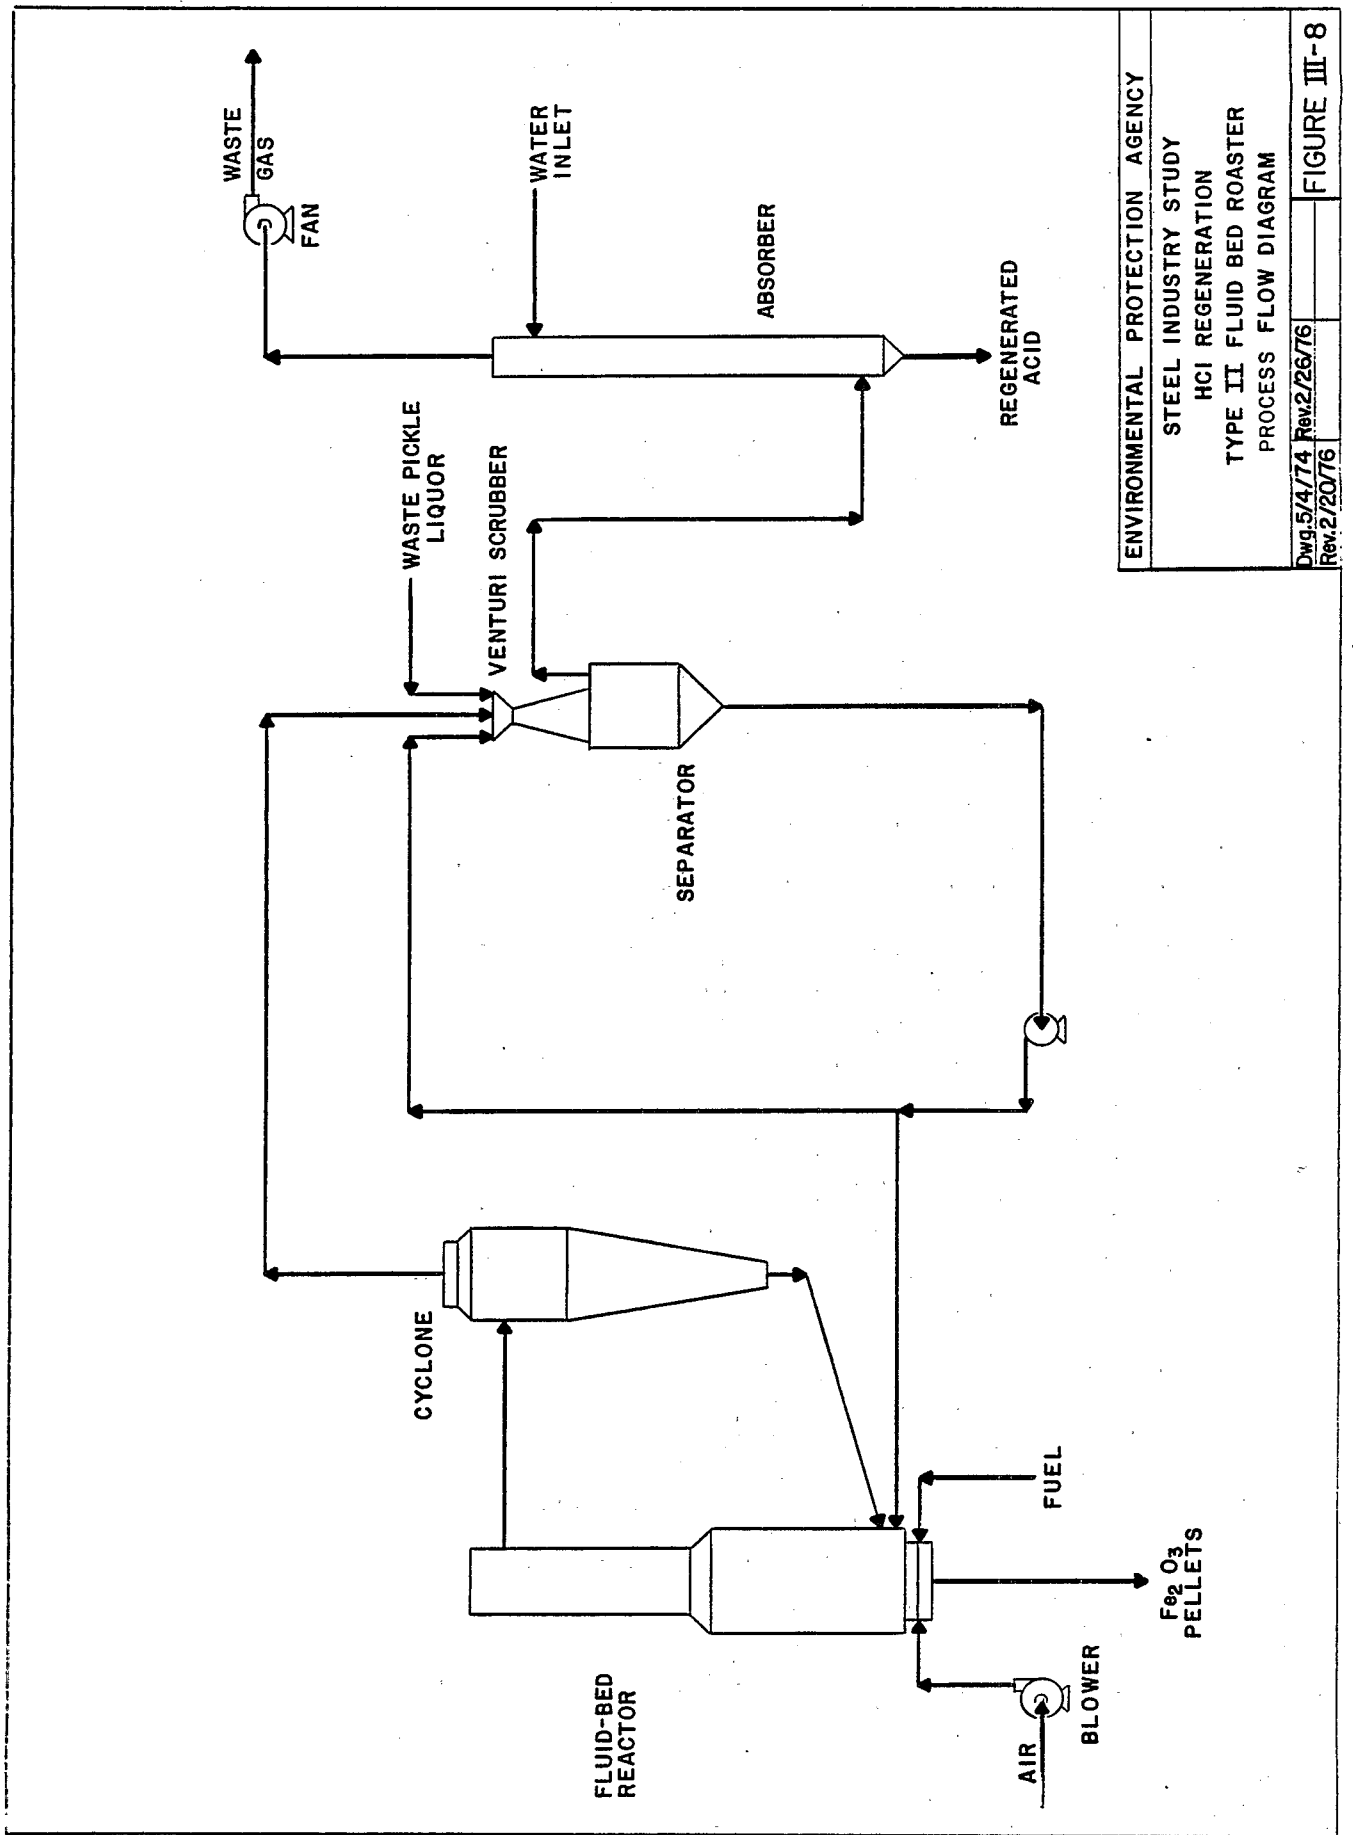 WASTE
GAS
FAN
WATER
INLET
ABSORBER
REGENERATED
ACID
WASTE PICKLE
LIQUOR
VENTURI SCRUBBER
SEPARATOR
CYCLONE
FLUID-BED
REACTOR
FUEL
Fe2 O3
PELLETS
AIR
BLOWER
ENVIRONMENTAL PROTECTION AGENCY
STEEL INDUSTRY STUDY
HCl REGENERATION
TYPE II FLUID BED ROASTER
PROCESS FLOW DIAGRAM
Dwg.5/4/74
Rev.2/26/76
Rev.2/20/76
FIGURE III-8